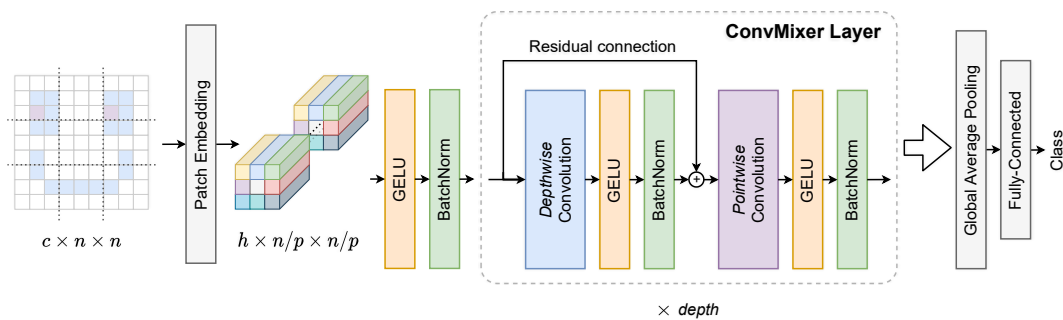 ConvMixer Layer
Residual connection
Patch Embedding
GELU
BatchNorm
Depthwise
Convolution
GELU
BatchNorm
+
Pointwise
Convolution
GELU
BatchNorm
Global Average Pooling
Fully-Connected
Class
c × n × n
h × n/p × n/p
× depth